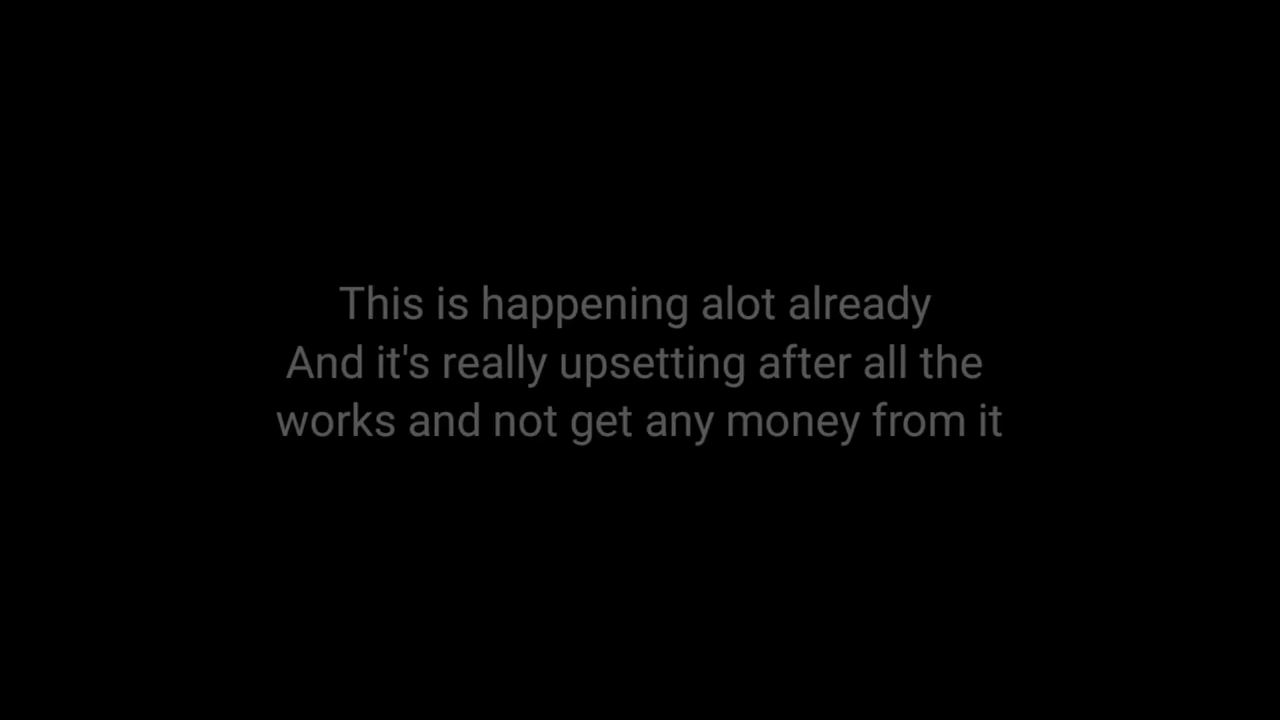 This is happening alot already
And it's really upsetting after all the
works and not get any money from it